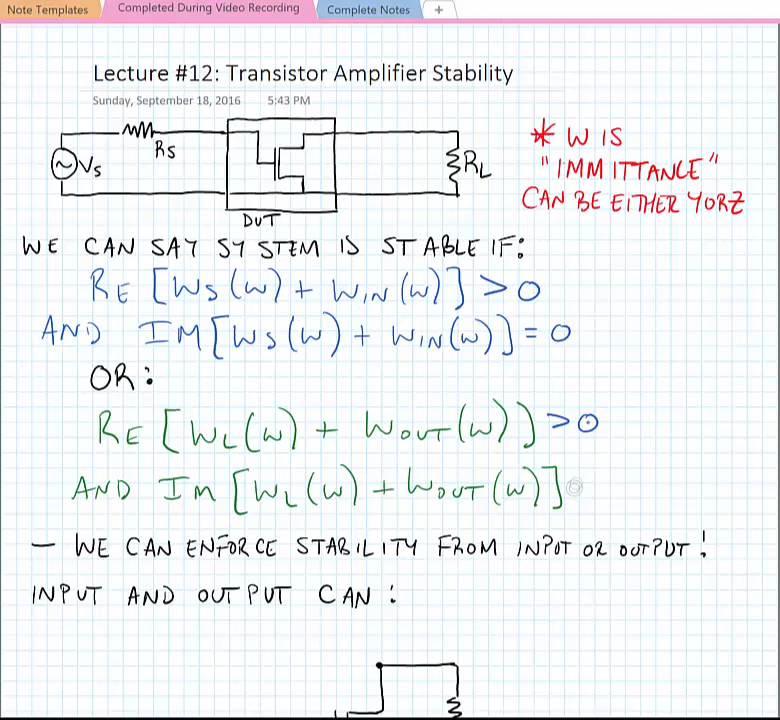 Note Templates
Completed During Video Recording
Complete Notes
+
Lecture #12: Transistor Amplifier Stability
Sunday, September 18, 2016 5:43 PM
RS
VS
RL
DUT
* W IS
"IMMITTANCE"
CAN BE EITHER Y OR Z
WE CAN SAY SYSTEM IS STABLE IF:
RE [WS(ω) + WIN(ω)] > 0
AND IM[WS(ω) + WIN(ω)] = 0
OR:
RE [WL(ω) + WOUT(ω)] > 0
AND IM [WL(ω) + WOUT(ω)]
— WE CAN ENFORCE STABILITY FROM INPUT OR OUTPUT!
INPUT AND OUTPUT CAN: